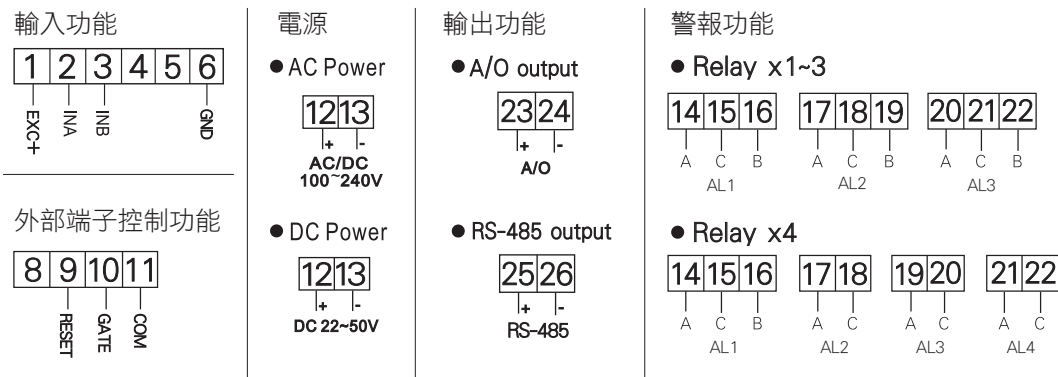 輸入功能
1 2 3 4 5 6
EXC+ INA INB GND
外部端子控制功能
8 9 10 11
RESET GATE COM
電源
● AC Power
12 13
+ -
AC/DC
100~240V
● DC Power
12 13
+ -
DC 22~50V
輸出功能
● A/O output
23 24
+ -
A/O
● RS-485 output
25 26
+ -
RS-485
警報功能
● Relay x1~3
14 15 16 17 18 19 20 21 22
A C B A C B A C B
AL1 AL2 AL3
● Relay x4
14 15 16 17 18 19 20 21 22
A C B A C A C A C
AL1 AL2 AL3 AL4